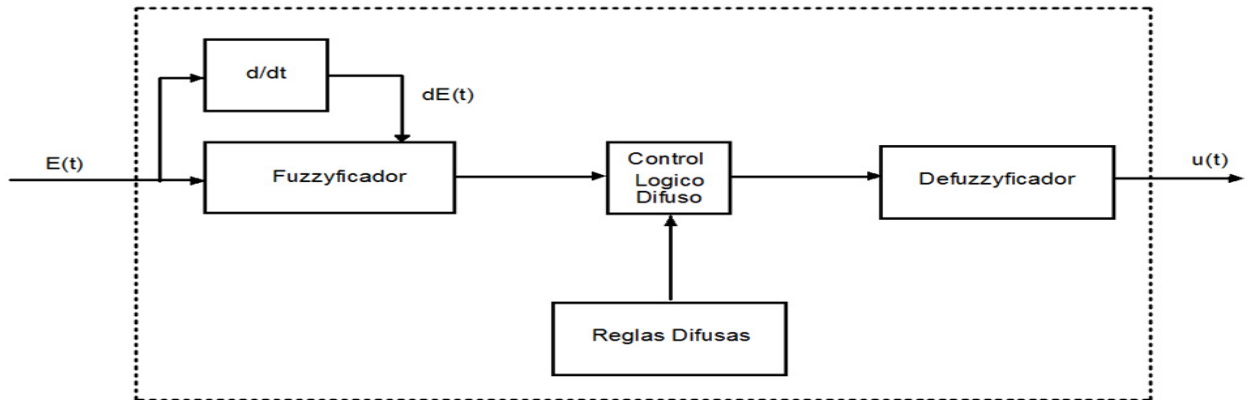 d/dt
dE(t)
E(t)
Fuzzyficador
Control
Logico
Difuso
Defuzzyficador
u(t)
Reglas Difusas